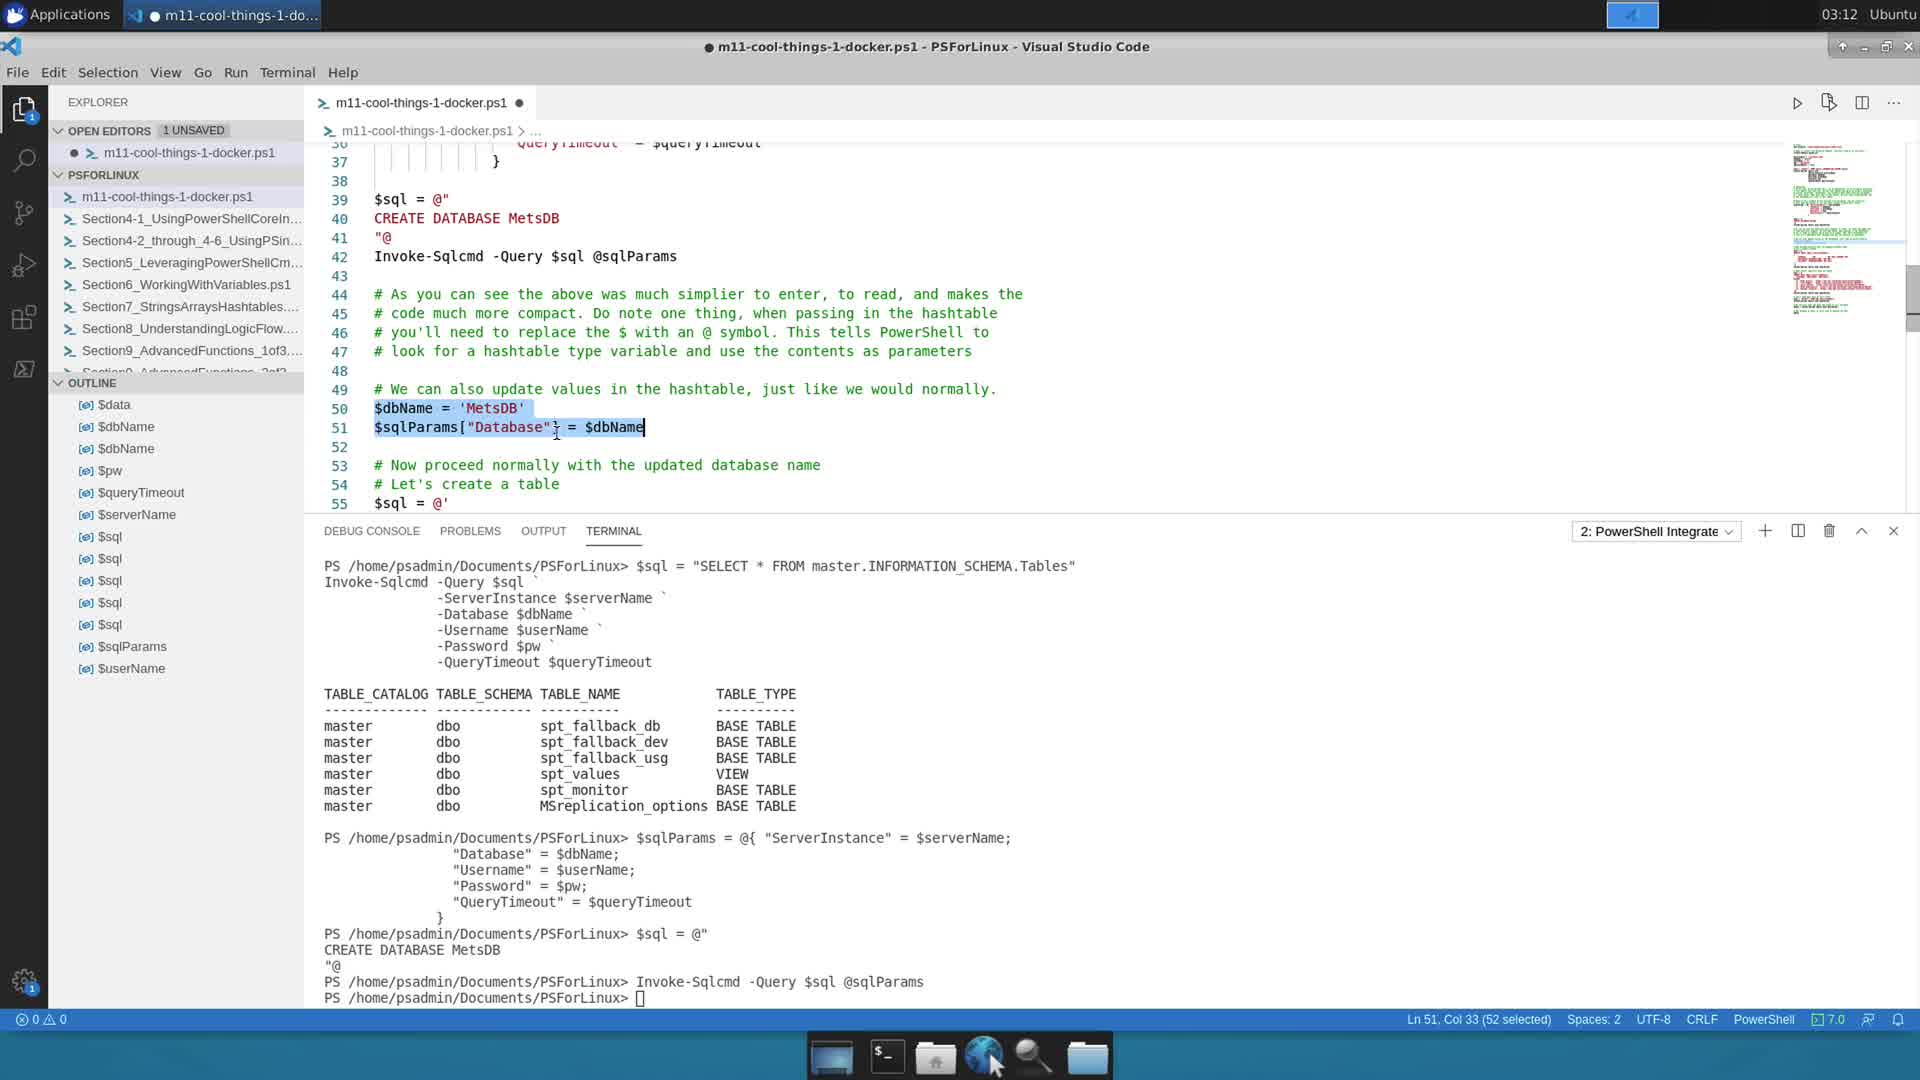 Applications
m11-cool-things-1-do...
03:12 Ubuntu
● m11-cool-things-1-docker.ps1 - PSForLinux - Visual Studio Code
File Edit Selection View Go Run Terminal Help
EXPLORER
OPEN EDITORS 1 UNSAVED
m11-cool-things-1-docker.ps1
PSFORLINUX
m11-cool-things-1-docker.ps1
Section4-1_UsingPowerShellCoreIn...
Section4-2_through_4-6_UsingPSin...
Section5_LeveragingPowerShellCm...
Section6_WorkingWithVariables.ps1
Section7_StringsArraysHashtables....
Section8_UnderstandingLogicFlow....
Section9_AdvancedFunctions_1of3....
Section9_AdvancedFunctions_2of3...
OUTLINE
$data
$dbName
$dbName
$pw
$queryTimeout
$serverName
$sql
$sql
$sql
$sql
$sql
$sqlParams
$userName
1
1
m11-cool-things-1-docker.ps1
m11-cool-things-1-docker.ps1 > ...
36 "QueryTimeout" = $queryTimeout
37 }
38
39 $sql = @"
40 CREATE DATABASE MetsDB
41 "@
42 Invoke-Sqlcmd -Query $sql @sqlParams
43
44 # As you can see the above was much simplier to enter, to read, and makes the
45 # code much more compact. Do note one thing, when passing in the hashtable
46 # you'll need to replace the $ with an @ symbol. This tells PowerShell to
47 # look for a hashtable type variable and use the contents as parameters
48
49 # We can also update values in the hashtable, just like we would normally.
50 $dbName = 'MetsDB'
51 $sqlParams["Database"] = $dbName
52
53 # Now proceed normally with the updated database name
54 # Let's create a table
55 $sql = @'
DEBUG CONSOLE PROBLEMS OUTPUT TERMINAL
2: PowerShell Integrate
PS /home/psadmin/Documents/PSForLinux> $sql = "SELECT * FROM master.INFORMATION_SCHEMA.Tables"
Invoke-Sqlcmd -Query $sql `
-ServerInstance $serverName `
-Database $dbName `
-Username $userName `
-Password $pw `
-QueryTimeout $queryTimeout
TABLE_CATALOG TABLE_SCHEMA TABLE_NAME TABLE_TYPE
------------- ------------ ---------- ----------
master dbo spt_fallback_db BASE TABLE
master dbo spt_fallback_dev BASE TABLE
master dbo spt_fallback_usg BASE TABLE
master dbo spt_values VIEW
master dbo spt_monitor BASE TABLE
master dbo MSreplication_options BASE TABLE
PS /home/psadmin/Documents/PSForLinux> $sqlParams = @{ "ServerInstance" = $serverName;
"Database" = $dbName;
"Username" = $userName;
"Password" = $pw;
"QueryTimeout" = $queryTimeout
}
PS /home/psadmin/Documents/PSForLinux> $sql = @"
CREATE DATABASE MetsDB
"@
PS /home/psadmin/Documents/PSForLinux> Invoke-Sqlcmd -Query $sql @sqlParams
PS /home/psadmin/Documents/PSForLinux>
0 0
Ln 51, Col 33 (52 selected) Spaces: 2 UTF-8 CRLF PowerShell 7.0